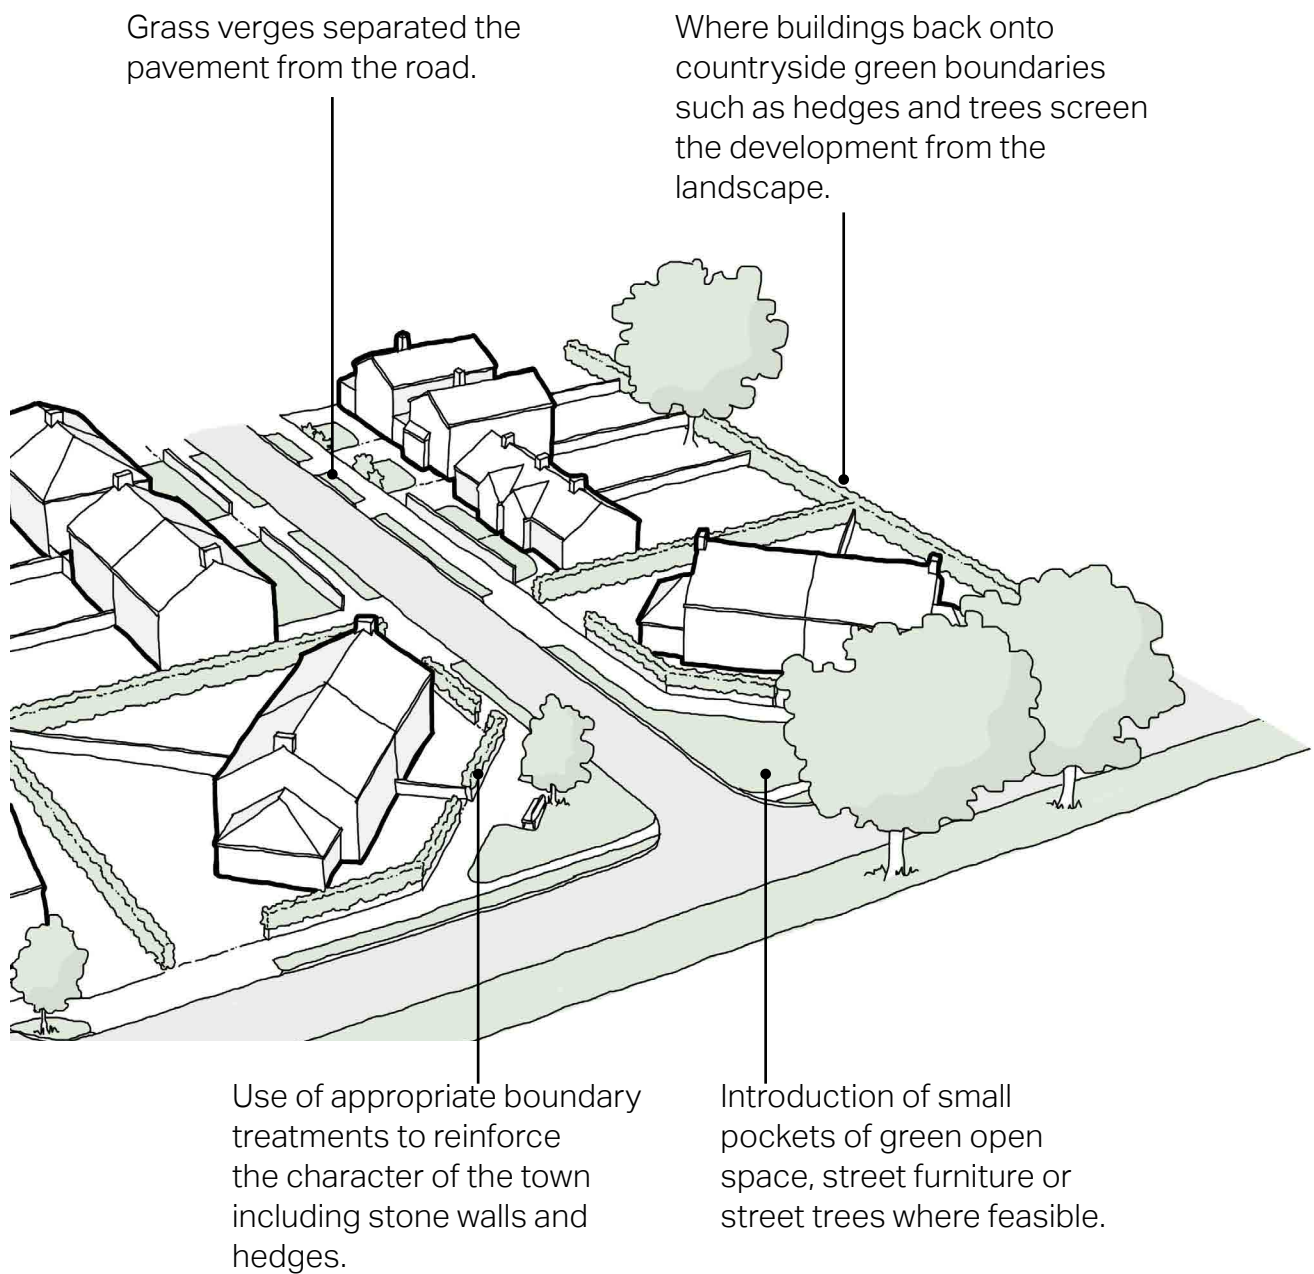 Grass verges separated the
pavement from the road.
Where buildings back onto
countryside green boundaries
such as hedges and trees screen
the development from the
landscape.
Use of appropriate boundary
treatments to reinforce
the character of the town
including stone walls and
hedges.
Introduction of small
pockets of green open
space, street furniture or
street trees where feasible.